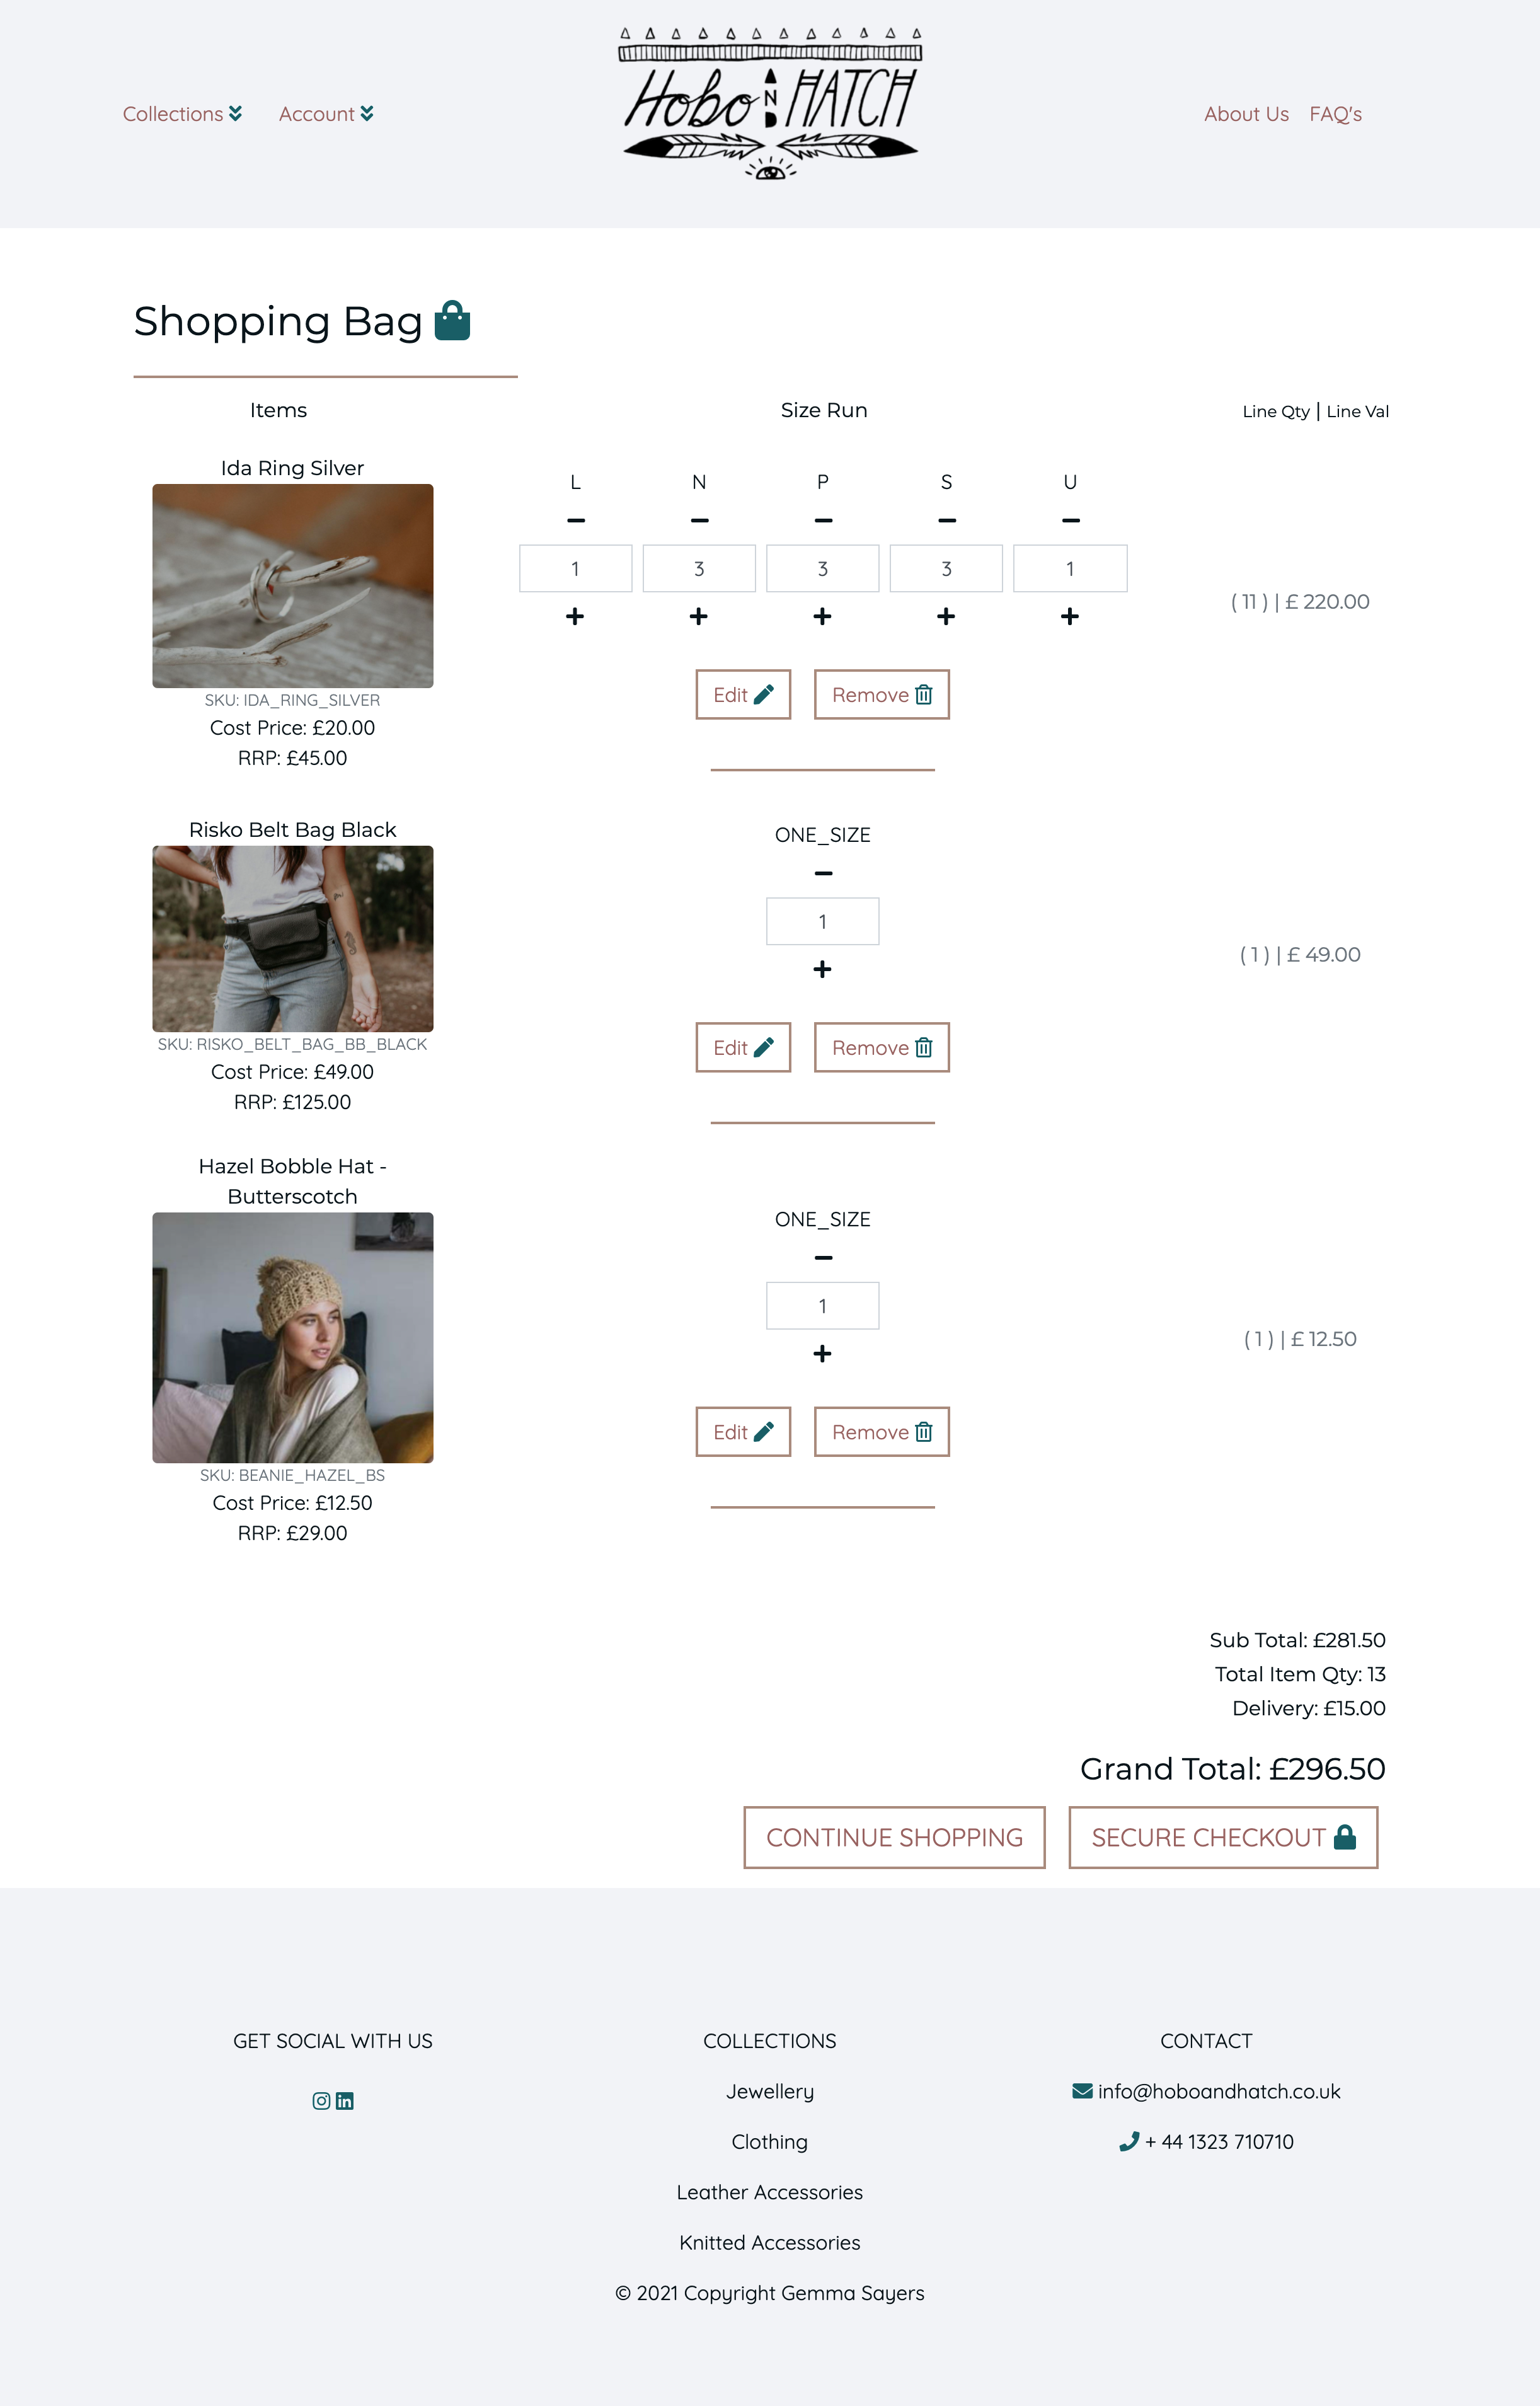 Collections
Account
Hobo AND HATCH
About Us
FAQ's
Shopping Bag
Items
Size Run
Line Qty | Line Val
Ida Ring Silver
SKU: IDA_RING_SILVER
Cost Price: £20.00
RRP: £45.00
L N P S U
1 3 3 3 1
Edit
Remove
( 11 ) | £ 220.00
Risko Belt Bag Black
SKU: RISKO_BELT_BAG_BB_BLACK
Cost Price: £49.00
RRP: £125.00
ONE_SIZE
1
Edit
Remove
( 1 ) | £ 49.00
Hazel Bobble Hat -
Butterscotch
SKU: BEANIE_HAZEL_BS
Cost Price: £12.50
RRP: £29.00
ONE_SIZE
1
Edit
Remove
( 1 ) | £ 12.50
Sub Total: £281.50
Total Item Qty: 13
Delivery: £15.00
Grand Total: £296.50
CONTINUE SHOPPING
SECURE CHECKOUT
GET SOCIAL WITH US
COLLECTIONS
Jewellery
Clothing
Leather Accessories
Knitted Accessories
CONTACT
info@hoboandhatch.co.uk
+ 44 1323 710710
© 2021 Copyright Gemma Sayers